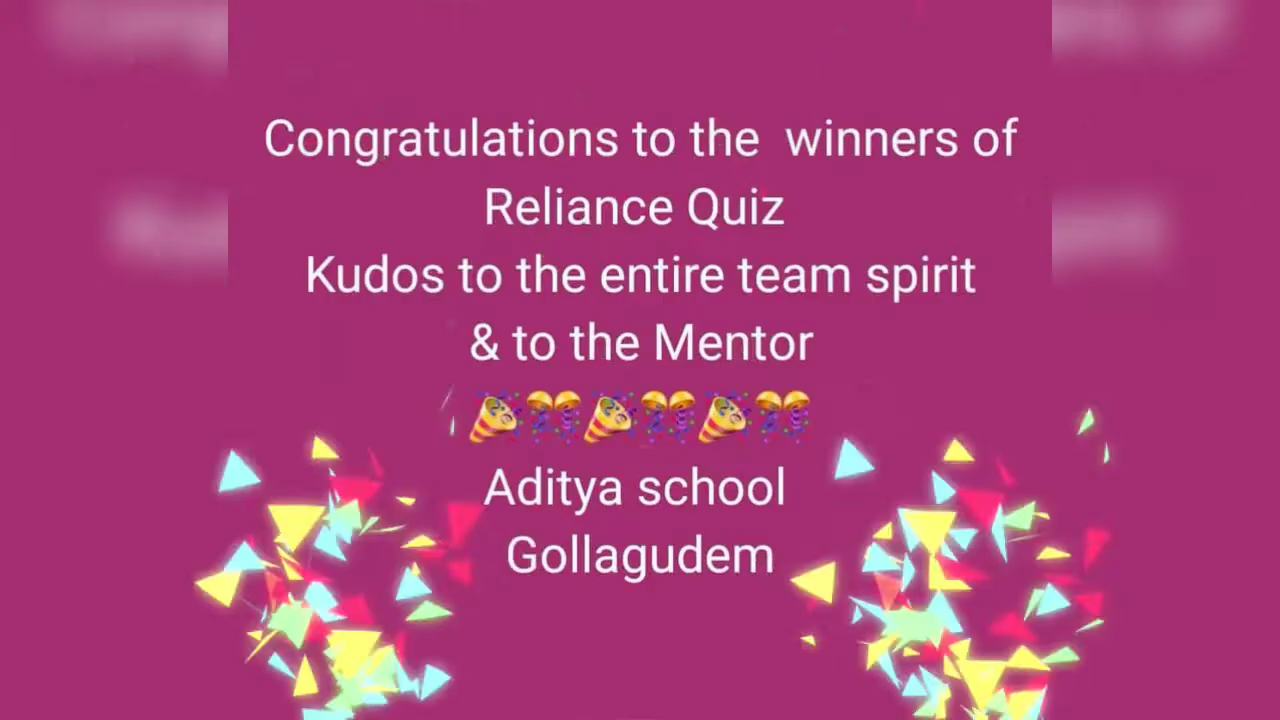 Congratulations to the  winners of
Reliance Quiz
Kudos to the entire team spirit
& to the Mentor
🎉🎊🎉🎊🎉🎊
Aditya school
Gollagudem